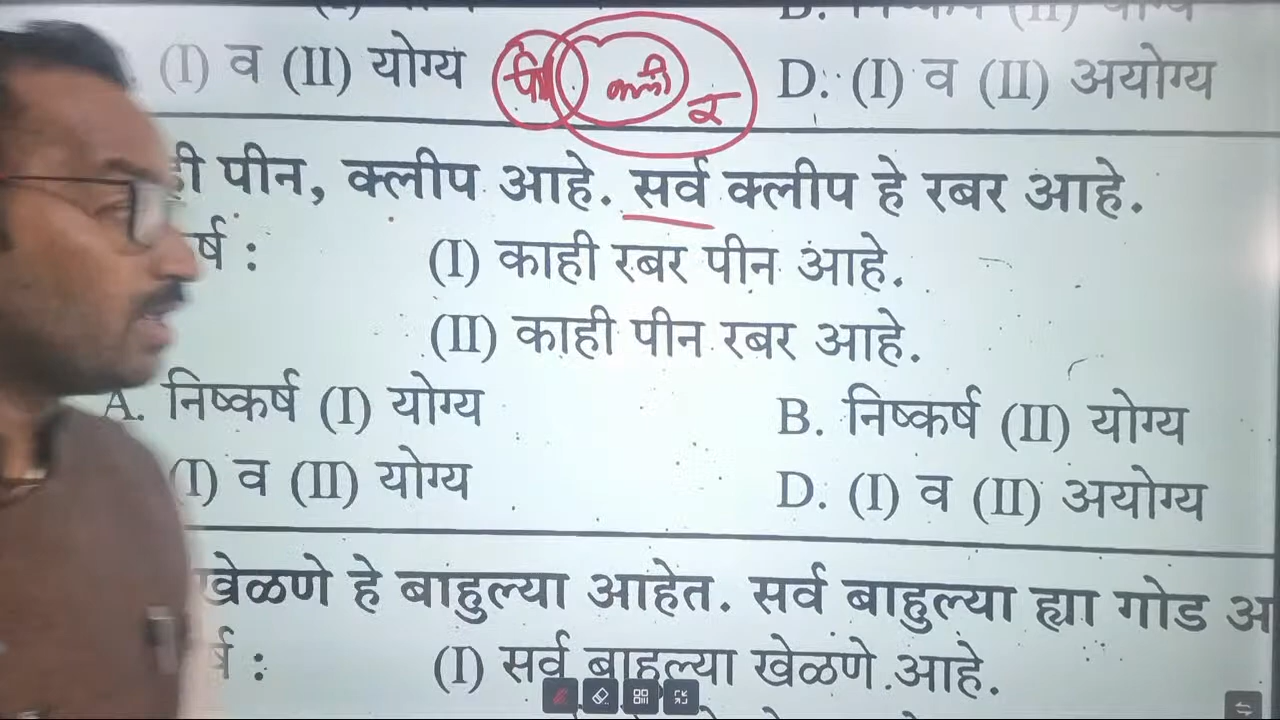 (I) व (II) योग्य
D. (I) व (II) अयोग्य
पीन, क्लीप आहे. सर्व क्लीप हे रबर आहे.
(I) काही रबर पीन आहे.
(II) काही पीन रबर आहे.
A. निष्कर्ष (I) योग्य
B. निष्कर्ष (II) योग्य
(I) व (II) योग्य
D. (I) व (II) अयोग्य
खेळणे हे बाहुल्या आहेत. सर्व बाहुल्या ह्या गोड
(I) सर्व बाहुल्या खेळणे आहे.